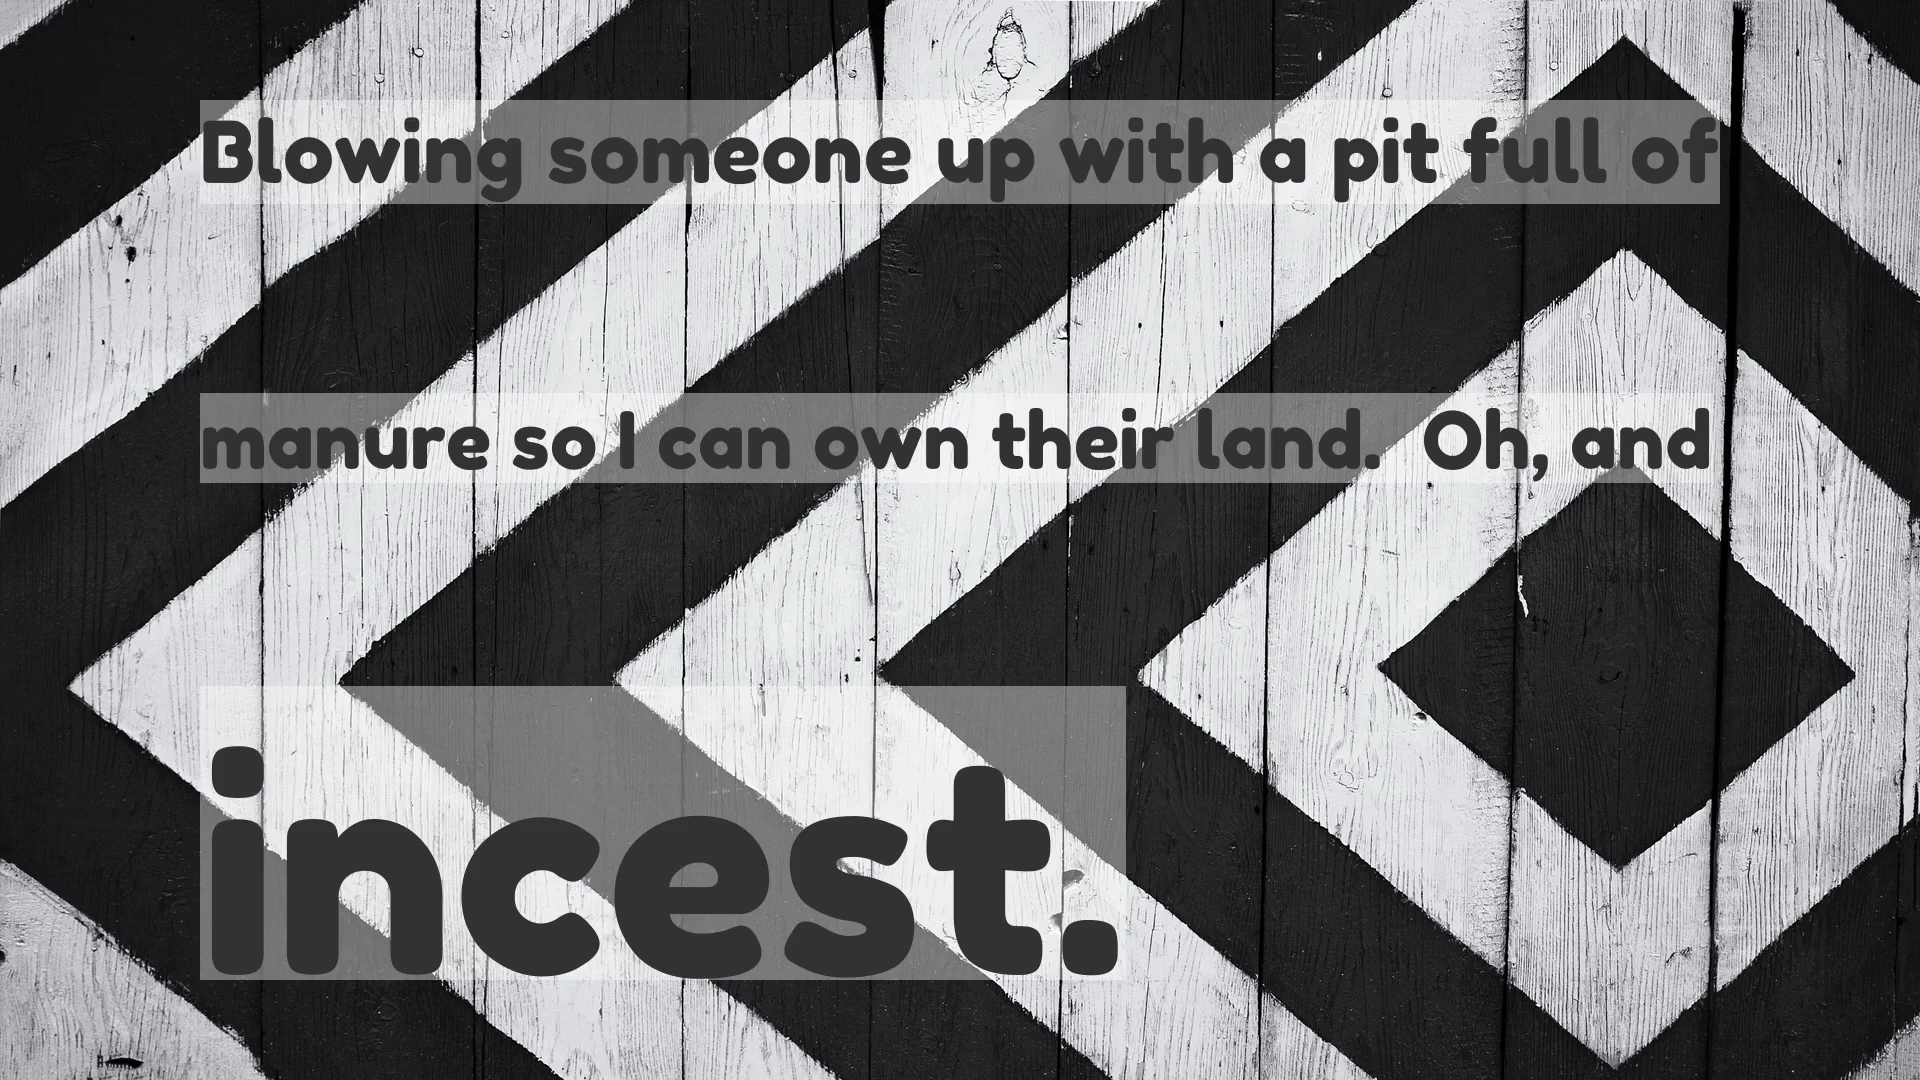 Blowing someone up with a pit full of
manure so I can own their land.  Oh, and
incest.